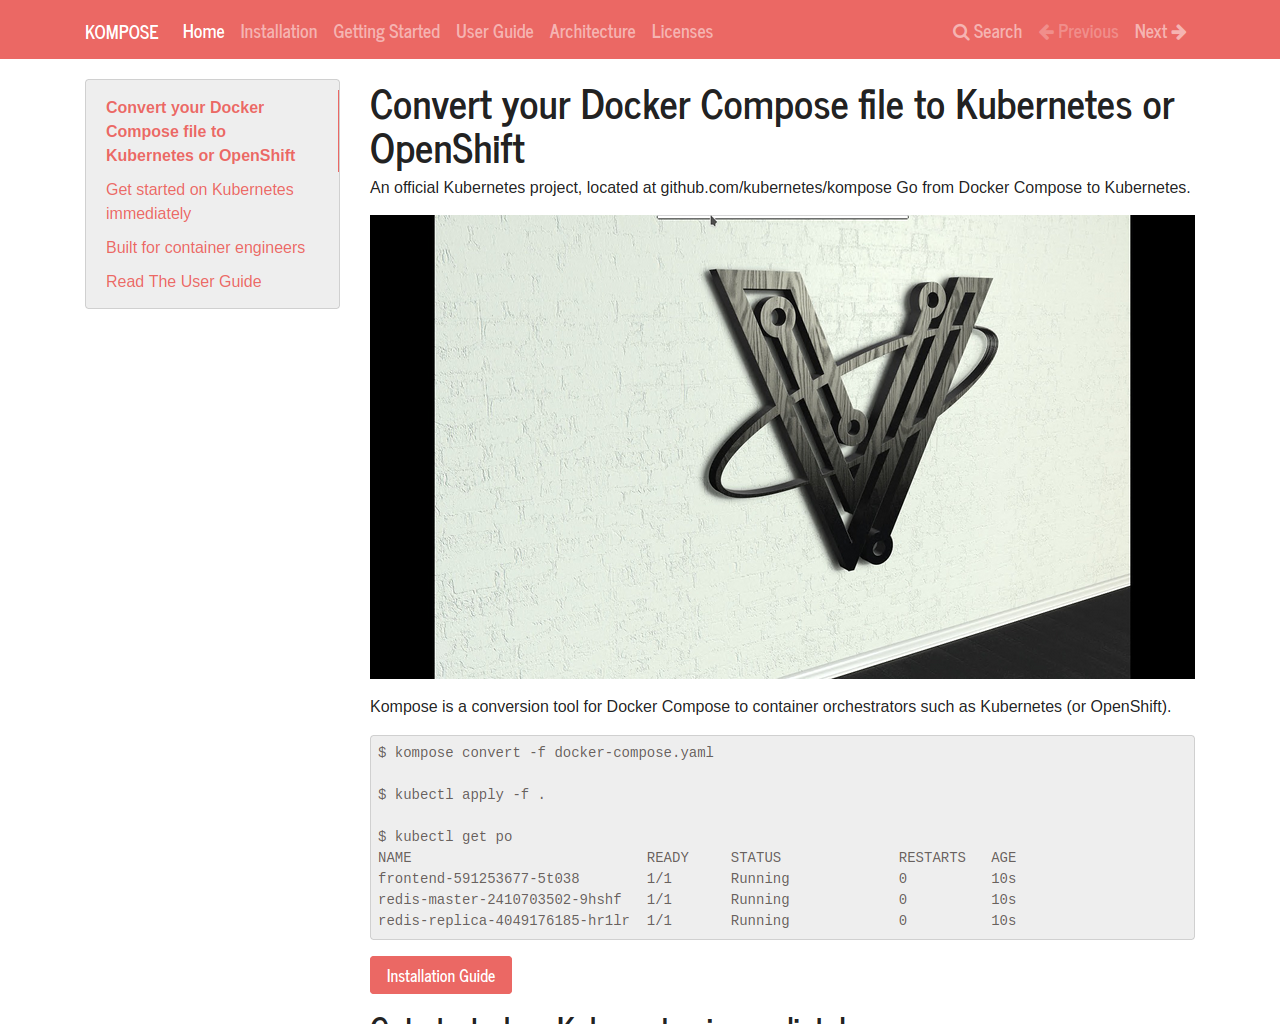 KOMPOSE Home Installation Getting Started User Guide Architecture Licenses Search Previous Next
Convert your Docker
Compose file to
Kubernetes or OpenShift
Get started on Kubernetes
immediately
Built for container engineers
Read The User Guide
Convert your Docker Compose file to Kubernetes or
OpenShift
An official Kubernetes project, located at github.com/kubernetes/kompose Go from Docker Compose to Kubernetes.
Kompose is a conversion tool for Docker Compose to container orchestrators such as Kubernetes (or OpenShift).
$ kompose convert -f docker-compose.yaml
$ kubectl apply -f .
$ kubectl get po
NAME READY STATUS RESTARTS AGE
frontend-591253677-5t038 1/1 Running 0 10s
redis-master-2410703502-9hshf 1/1 Running 0 10s
redis-replica-4049176185-hr1lr 1/1 Running 0 10s
Installation Guide
Get started on Kubernetes immediately